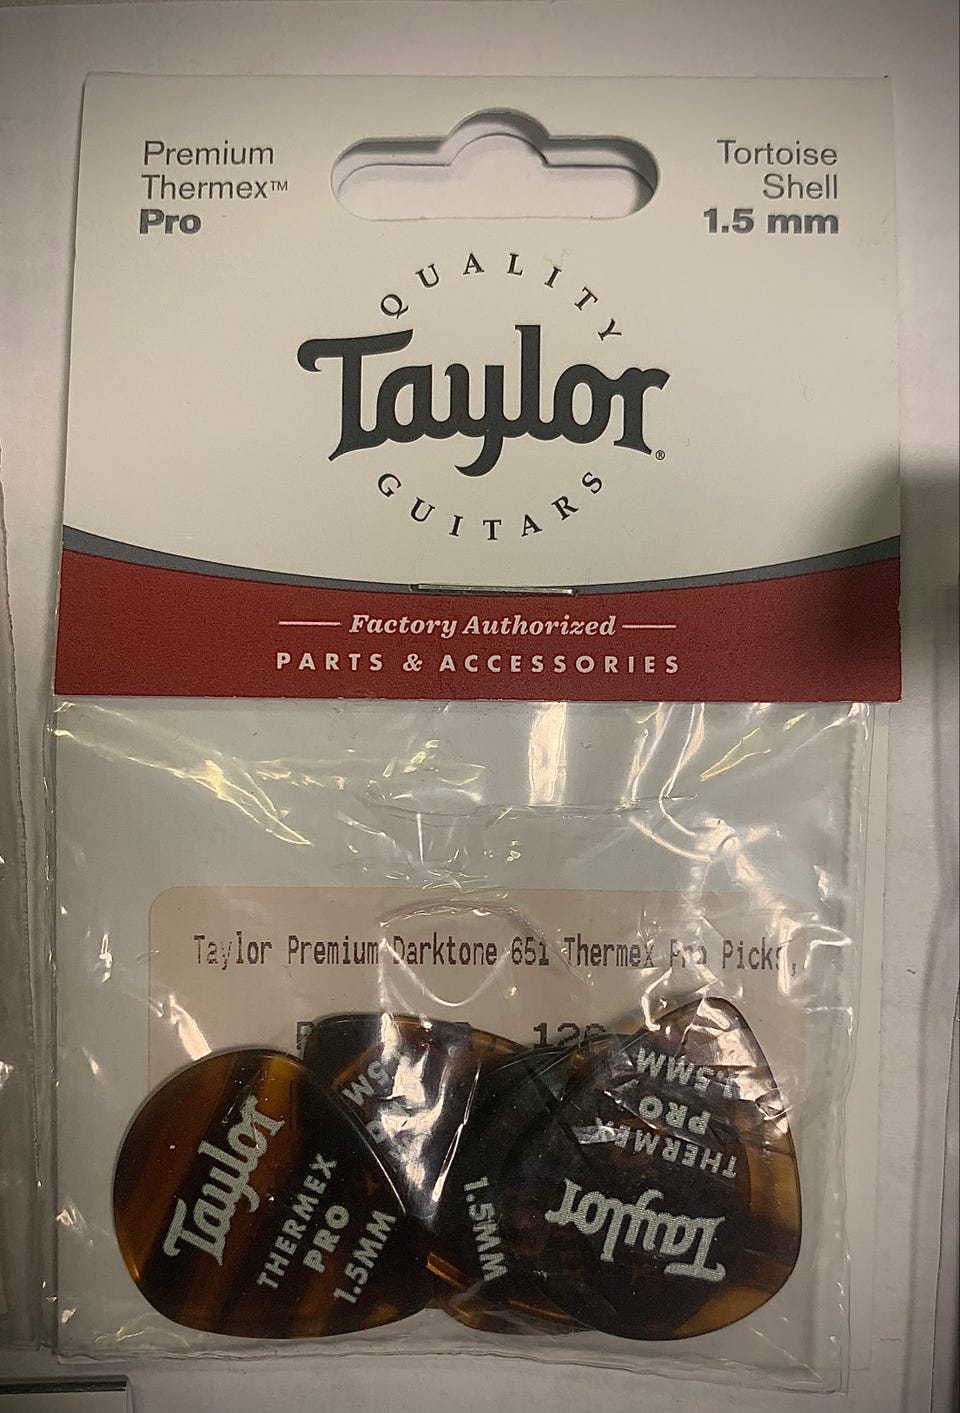 Premium
Thermex™
Pro
Tortoise
Shell
1.5 mm
QUALITY
Taylor®
GUITARS
Factory Authorized
PARTS & ACCESSORIES
Taylor Premium Darktone 651 Thermex Pro Picks,
Taylor
THERMEX
PRO
1.5MM
1.5MM
1.5MM
PRO
THERMEX
Taylor